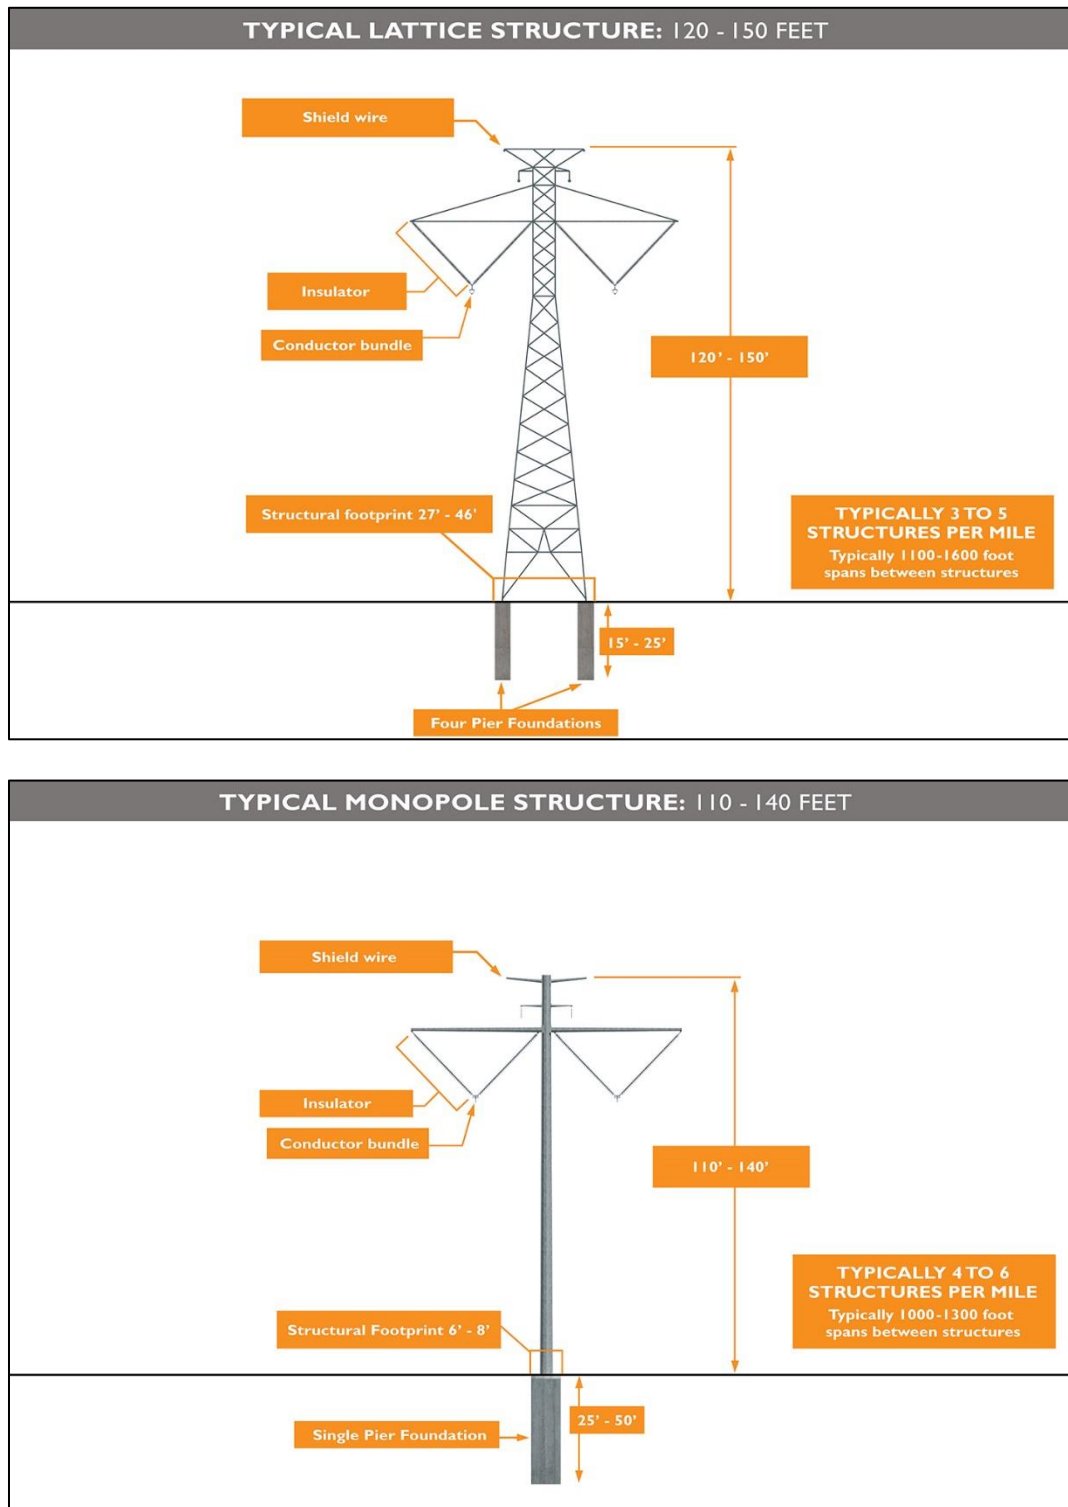 TYPICAL LATTICE STRUCTURE: 120 - 150 FEET
Shield wire
Insulator
Conductor bundle
120' - 150'
Structural footprint 27' - 46'
TYPICALLY 3 TO 5
STRUCTURES PER MILE
Typically 1100-1600 foot
spans between structures
15' - 25'
Four Pier Foundations
TYPICAL MONOPOLE STRUCTURE: 110 - 140 FEET
Shield wire
Insulator
Conductor bundle
110' - 140'
TYPICALLY 4 TO 6
STRUCTURES PER MILE
Typically 1000-1300 foot
spans between structures
Structural Footprint 6' - 8'
25' - 50'
Single Pier Foundation